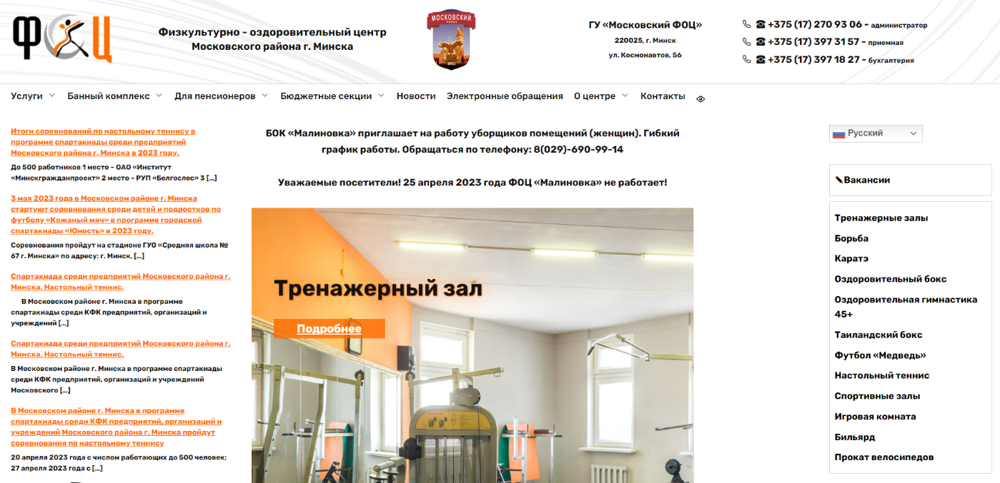 ФОЦ
Физкультурно - оздоровительный центр
Московского района г. Минска
МОСКОВСКИЙ
РАЙОН
МИНСК
ГУ «Московский ФОЦ»
220025, г. Минск
ул. Космонавтов, 56
+375 (17) 270 93 06 - администратор
+375 (17) 397 31 57 - приемная
+375 (17) 397 18 27 - бухгалтерия
Услуги Банный комплекс Для пенсионеров Бюджетные секции Новости Электронные обращения О центре Контакты
Итоги соревнований по настольному теннису в
программе спартакиады среди предприятий
Московского района г. Минска в 2023 году.
До 500 работников 1 место – ОАО «Институт
«Минскгражданпроект» 2 место – РУП «Белгослес» 3 [...]
3 мая 2023 года в Московском районе г. Минска
стартуют соревнования среди детей и подростков по
футболу «Кожаный мяч» в программе городской
спартакиады «Юность» в 2023 году.
Соревнования пройдут на стадионе ГУО «Средняя школа №
67 г. Минска» по адресу: г. Минск, [...]
Спартакиада среди предприятий Московского района г.
Минска. Настольный теннис.
В Московском районе г. Минска в программе
спартакиады среди КФК предприятий, организаций и
учреждений [...]
Спартакиада среди предприятий Московского района г.
Минска. Настольный теннис.
В Московском районе г. Минска в программе спартакиады
среди КФК предприятий, организаций и учреждений
Московского [...]
В Московском районе г. Минска в программе
спартакиады среди КФК предприятий, организаций и
учреждений Московского района г. Минска пройдут
соревнования по настольному теннису
20 апреля 2023 года с числом работающих до 500 человек;
27 апреля 2023 года с [...]
БОК «Малиновка» приглашает на работу уборщиков помещений (женщин). Гибкий
график работы. Обращаться по телефону: 8(029)-690-99-14
Уважаемые посетители! 25 апреля 2023 года ФОЦ «Малиновка» не работает!
Тренажерный зал
Подробнее
Русский
Вакансии
Тренажерные залы
Борьба
Каратэ
Оздоровительный бокс
Оздоровительная гимнастика
45+
Таиландский бокс
Футбол «Медведь»
Настольный теннис
Спортивные залы
Игровая комната
Бильярд
Прокат велосипедов